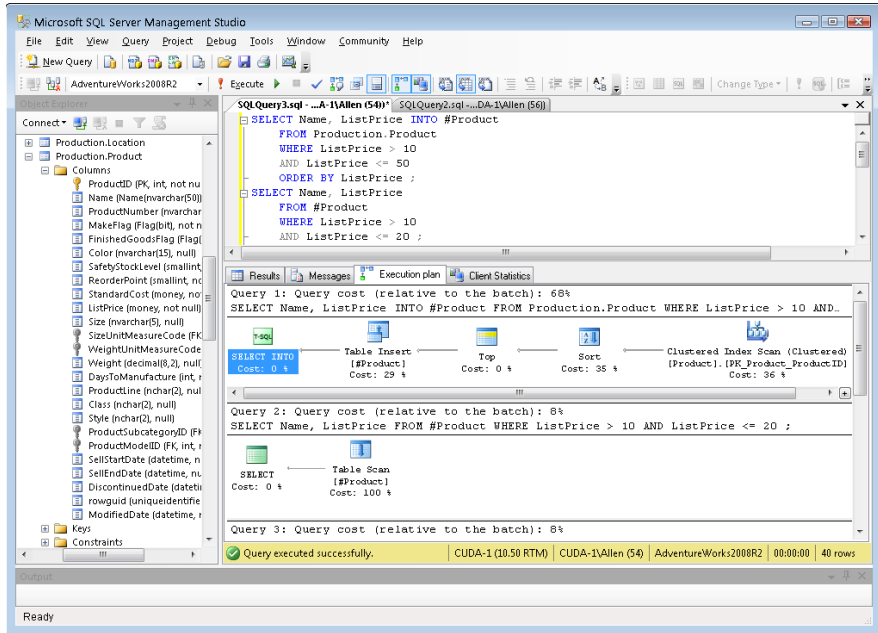 Microsoft SQL Server Management Studio
File Edit View Query Project Debug Tools Window Community Help
New Query
AdventureWorks2008R2 Execute Change Type
Object Explorer
SQLQuery3.sql - ...A-1\Allen (54))* SQLQuery2.sql -...DA-1\Allen (56))
Connect
Production.Location
Production.Product
Columns
ProductID (PK, int, not nu
Name (Name(nvarchar(50))
ProductNumber (nvarchar
MakeFlag (Flag(bit), not n
FinishedGoodsFlag (Flag(
Color (nvarchar(15), null)
SafetyStockLevel (smallint,
ReorderPoint (smallint, no
StandardCost (money, no
ListPrice (money, not null)
Size (nvarchar(5), null)
SizeUnitMeasureCode (FK
WeightUnitMeasureCode
Weight (decimal(8,2), null
DaysToManufacture (int, r
ProductLine (nchar(2), nul
Class (nchar(2), null)
Style (nchar(2), null)
ProductSubcategoryID (FK
ProductModelID (FK, int, r
SellStartDate (datetime, n
SellEndDate (datetime, nu
DiscontinuedDate (datetin
rowguid (uniqueidentifie
ModifiedDate (datetime, r
Keys
Constraints
SELECT Name, ListPrice INTO #Product
FROM Production.Product
WHERE ListPrice > 10
AND ListPrice <= 50
ORDER BY ListPrice ;
SELECT Name, ListPrice
FROM #Product
WHERE ListPrice > 10
AND ListPrice <= 20 ;
Results Messages Execution plan Client Statistics
Query 1: Query cost (relative to the batch): 68%
SELECT Name, ListPrice INTO #Product FROM Production.Product WHERE ListPrice > 10 AND…
T-SQL
SELECT INTO
Cost: 0 %
Table Insert
[#Product]
Cost: 29 %
Top
Cost: 0 %
Sort
Cost: 35 %
Clustered Index Scan (Clustered)
[Product].[PK_Product_ProductID]
Cost: 36 %
Query 2: Query cost (relative to the batch): 8%
SELECT Name, ListPrice FROM #Product WHERE ListPrice > 10 AND ListPrice <= 20 ;
SELECT
Cost: 0 %
Table Scan
[#Product]
Cost: 100 %
Query 3: Query cost (relative to the batch): 8%
Query executed successfully. CUDA-1 (10.50 RTM) CUDA-1\Allen (54) AdventureWorks2008R2 00:00:00 40 rows
Output
Ready